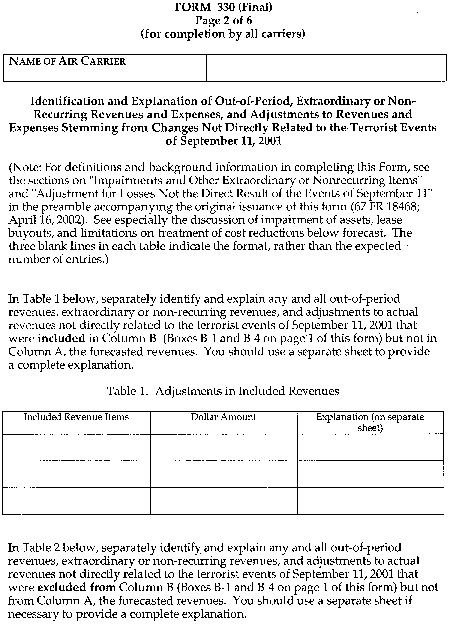 FORM 330 (Final)
Page 2 of 6
(for completion by all carriers)
NAME OF AIR CARRIER
Identification and Explanation of Out-of-Period, Extraordinary or Non-
Recurring Revenues and Expenses, and Adjustments to Revenues and
Expenses Stemming from Changes Not Directly Related to the Terrorist Events
of September 11, 2001
(Note: For definitions and background information in completing this Form, see
the sections on "Impairments and Other Extraordinary or Nonrecurring Items"
and "Adjustment for Losses Not the Direct Result of the Events of September 11"
in the preamble accompanying the original issuance of this form (67 FR 18468;
April 16, 2002). See especially the discussion of impairment of assets, lease
buyouts, and limitations on treatment of cost reductions below forecast. The
three blank lines in each table indicate the format, rather than the expected
number of entries.)
In Table 1 below, separately identify and explain any and all out-of-period
revenues, extraordinary or non-recurring revenues, and adjustments to actual
revenues not directly related to the terrorist events of September 11, 2001 that
were included in Column B (Boxes B-1 and B-4 on page 1 of this form) but not in
Column A, the forecasted revenues. You should use a separate sheet to provide
a complete explanation.
Table 1. Adjustments in Included Revenues
Included Revenue Items Dollar Amount Explanation (on separate
sheet)
In Table 2 below, separately identify and explain any and all out-of-period
revenues, extraordinary or non-recurring revenues, and adjustments to actual
revenues not directly related to the terrorist events of September 11, 2001 that
were excluded from Column B (Boxes B-1 and B-4 on page 1 of this form) but not
from Column A, the forecasted revenues. You should use a separate sheet if
necessary to provide a complete explanation.